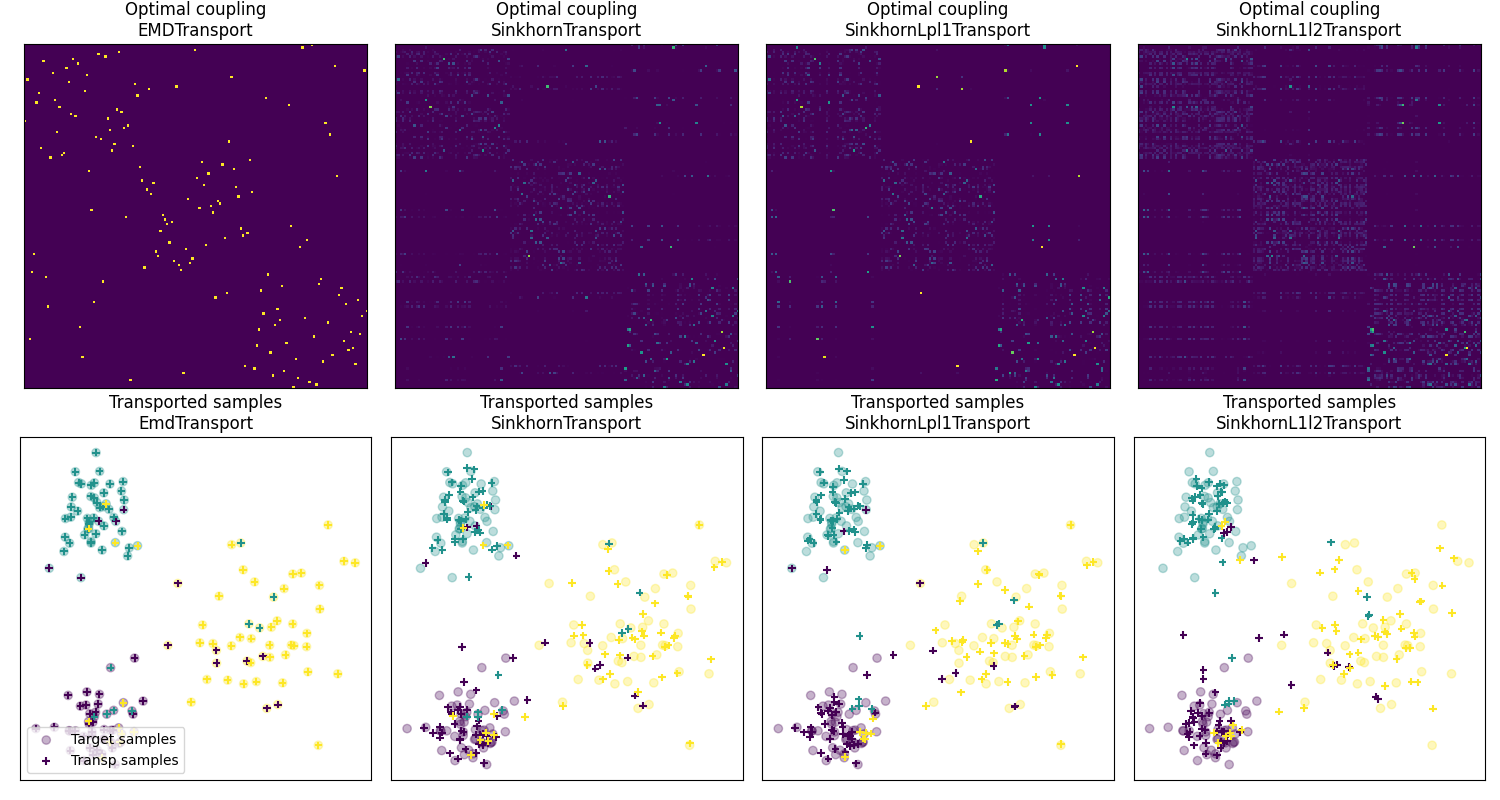 Optimal coupling
EMDTransport
Optimal coupling
SinkhornTransport
Optimal coupling
SinkhornLpl1Transport
Optimal coupling
SinkhornL1l2Transport
Transported samples
EmdTransport
Transported samples
SinkhornTransport
Transported samples
SinkhornLpl1Transport
Transported samples
SinkhornL1l2Transport
Target samples
Transp samples